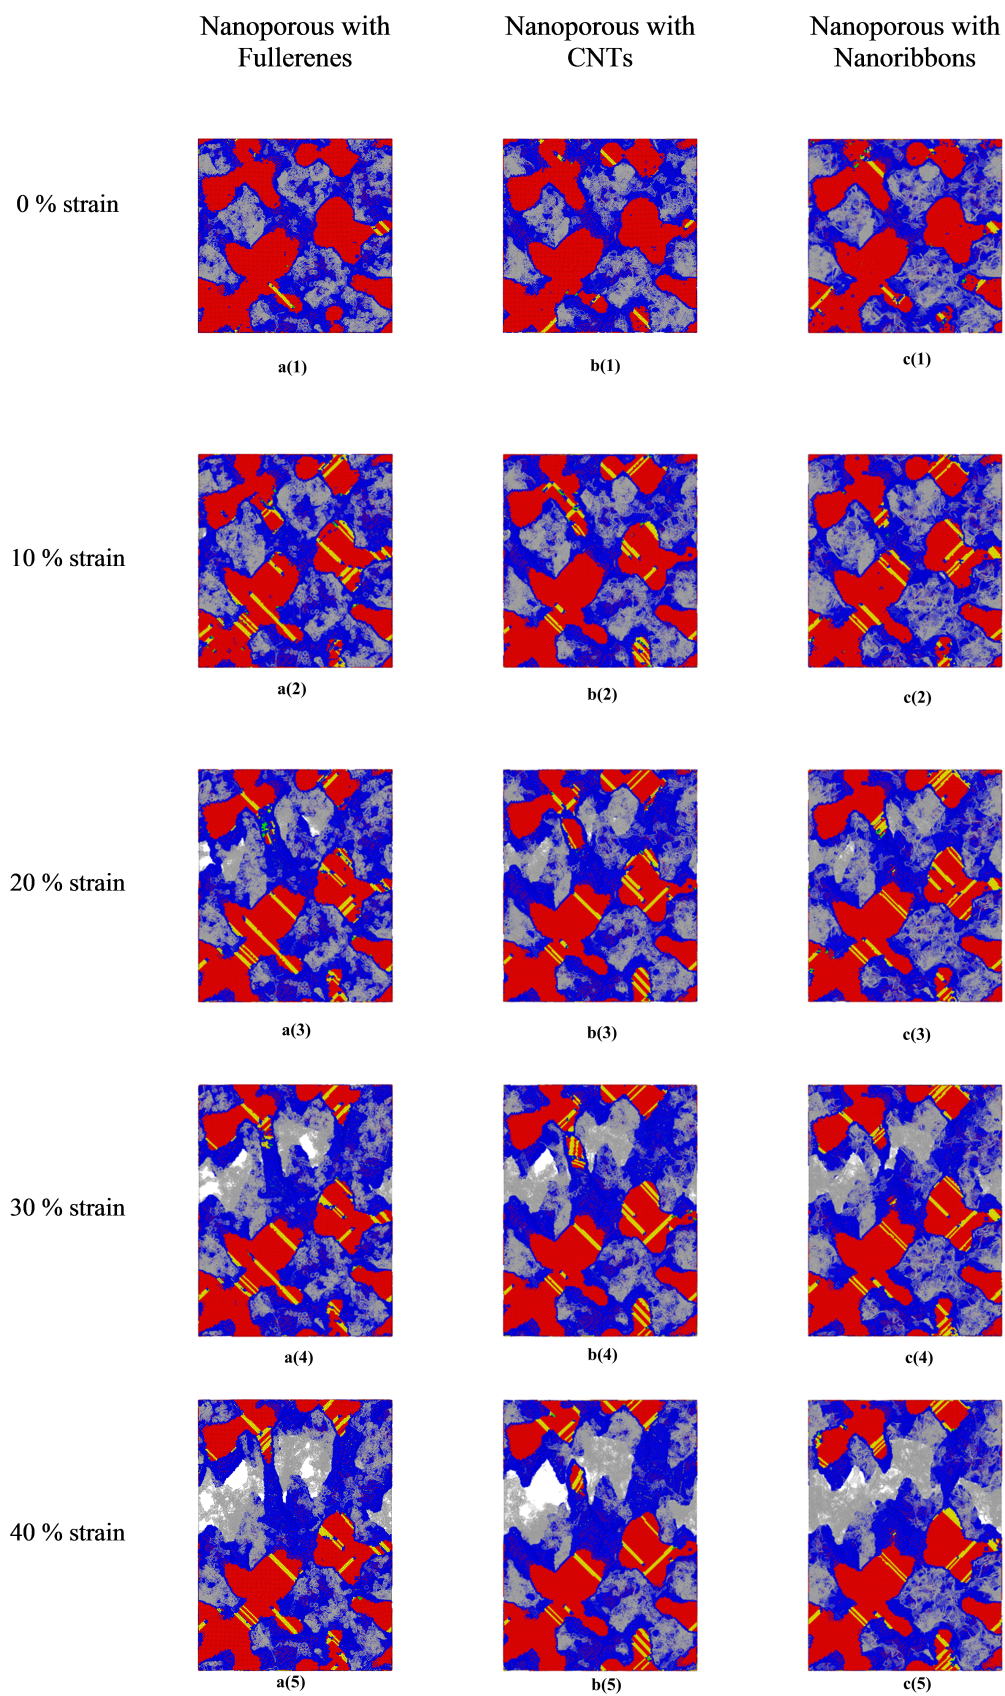 Nanoporous with Fullerenes
Nanoporous with CNTs
Nanoporous with Nanoribbons
0 % strain
a(1)
b(1)
c(1)
10 % strain
a(2)
b(2)
c(2)
20 % strain
a(3)
b(3)
c(3)
30 % strain
a(4)
b(4)
c(4)
40 % strain
a(5)
b(5)
c(5)